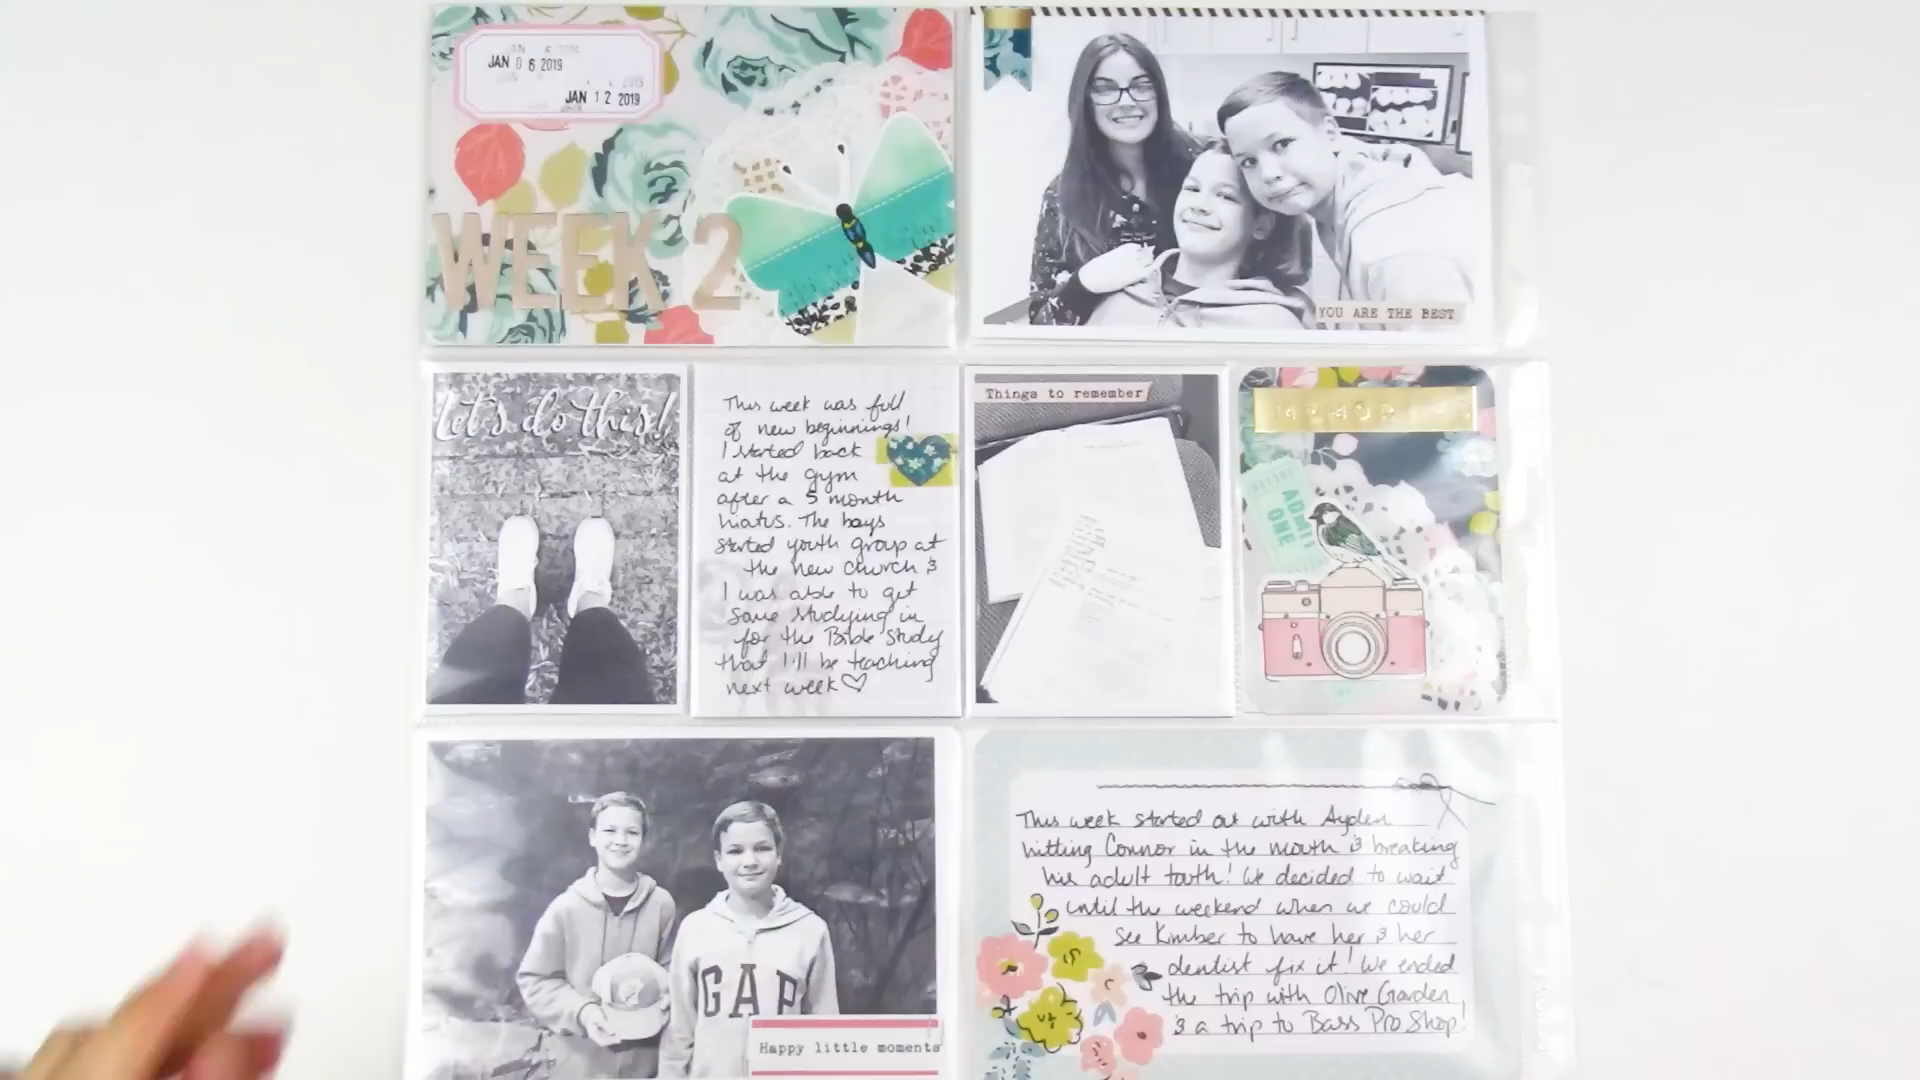 JAN 0 6 2019
JAN 1 2 2019
WEEK 2
YOU ARE THE BEST
Let's do this!
This week was full
of new beginnings!
I started back
at the gym
after a 5 month
hiatus. The boys
started youth group at
the new church &
I was able to get
some studying in
for the Bible study
that I'll be teaching
next week
Things to remember
ADMIT
ONE
GAP
Happy little moments
This week started out with Ayden
hitting Connor in the mouth & breaking
his adult tooth! We decided to wait
until the weekend when we could
see Kimber to have her & her
dentist fix it! We ended
the trip with Olive Garden
& a trip to Bass Pro Shop!